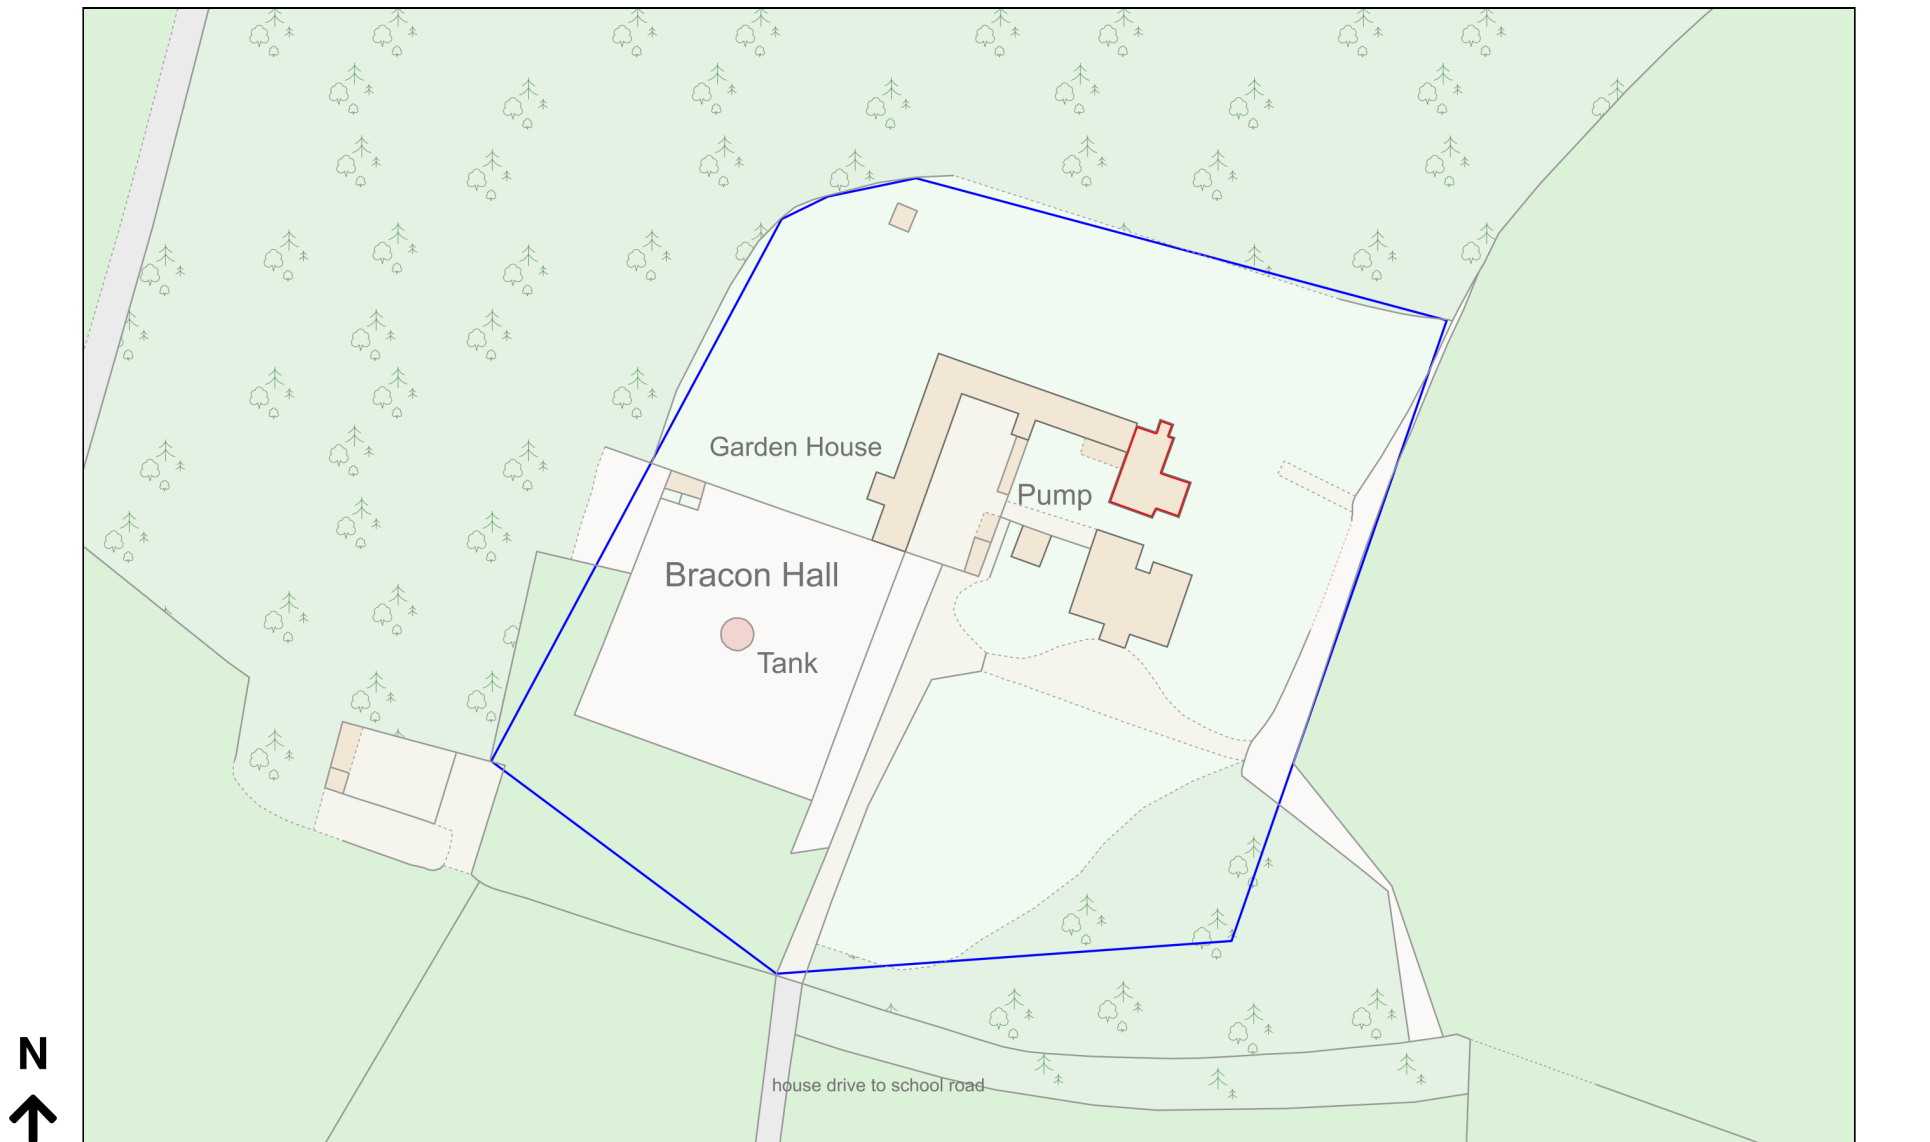 Garden House
Pump
Bracon Hall
Tank
N
house drive to school road